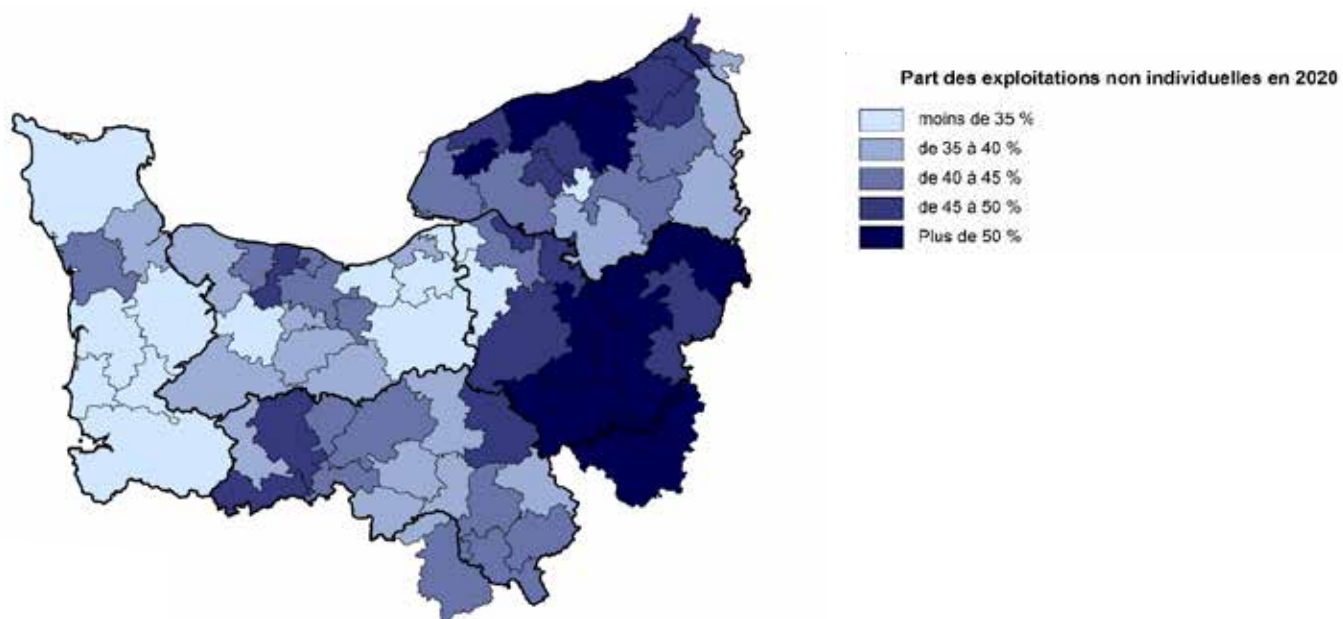 Part des exploitations non individuelles en 2020
moins de 35 %
de 35 à 40 %
de 40 à 45 %
de 45 à 50 %
Plus de 50 %